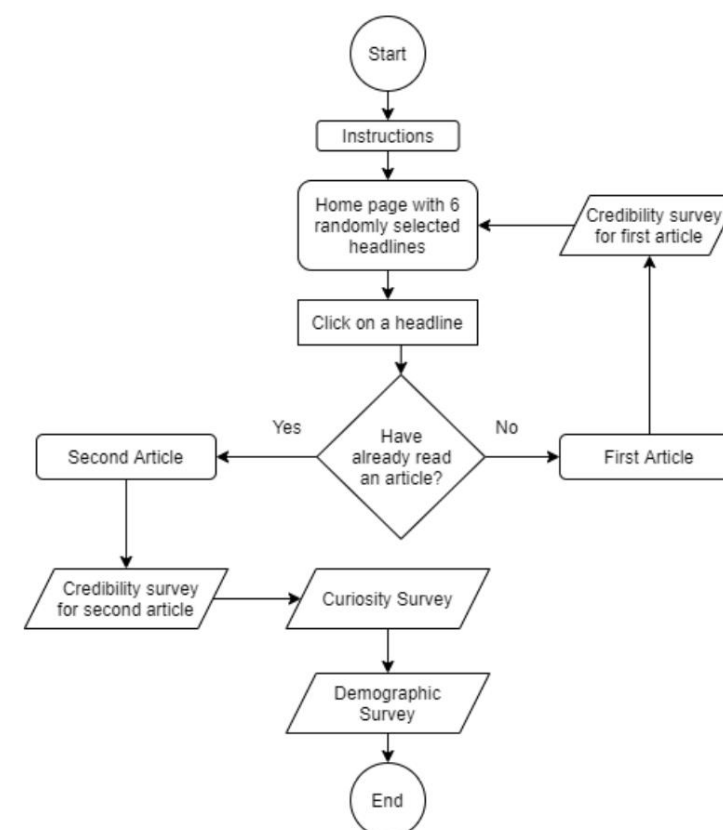 Start
Instructions
Home page with 6
randomly selected
headlines
Credibility survey
for first article
Click on a headline
Have
already read
an article?
Yes
No
Second Article
First Article
Credibility survey
for second article
Curiosity Survey
Demographic
Survey
End